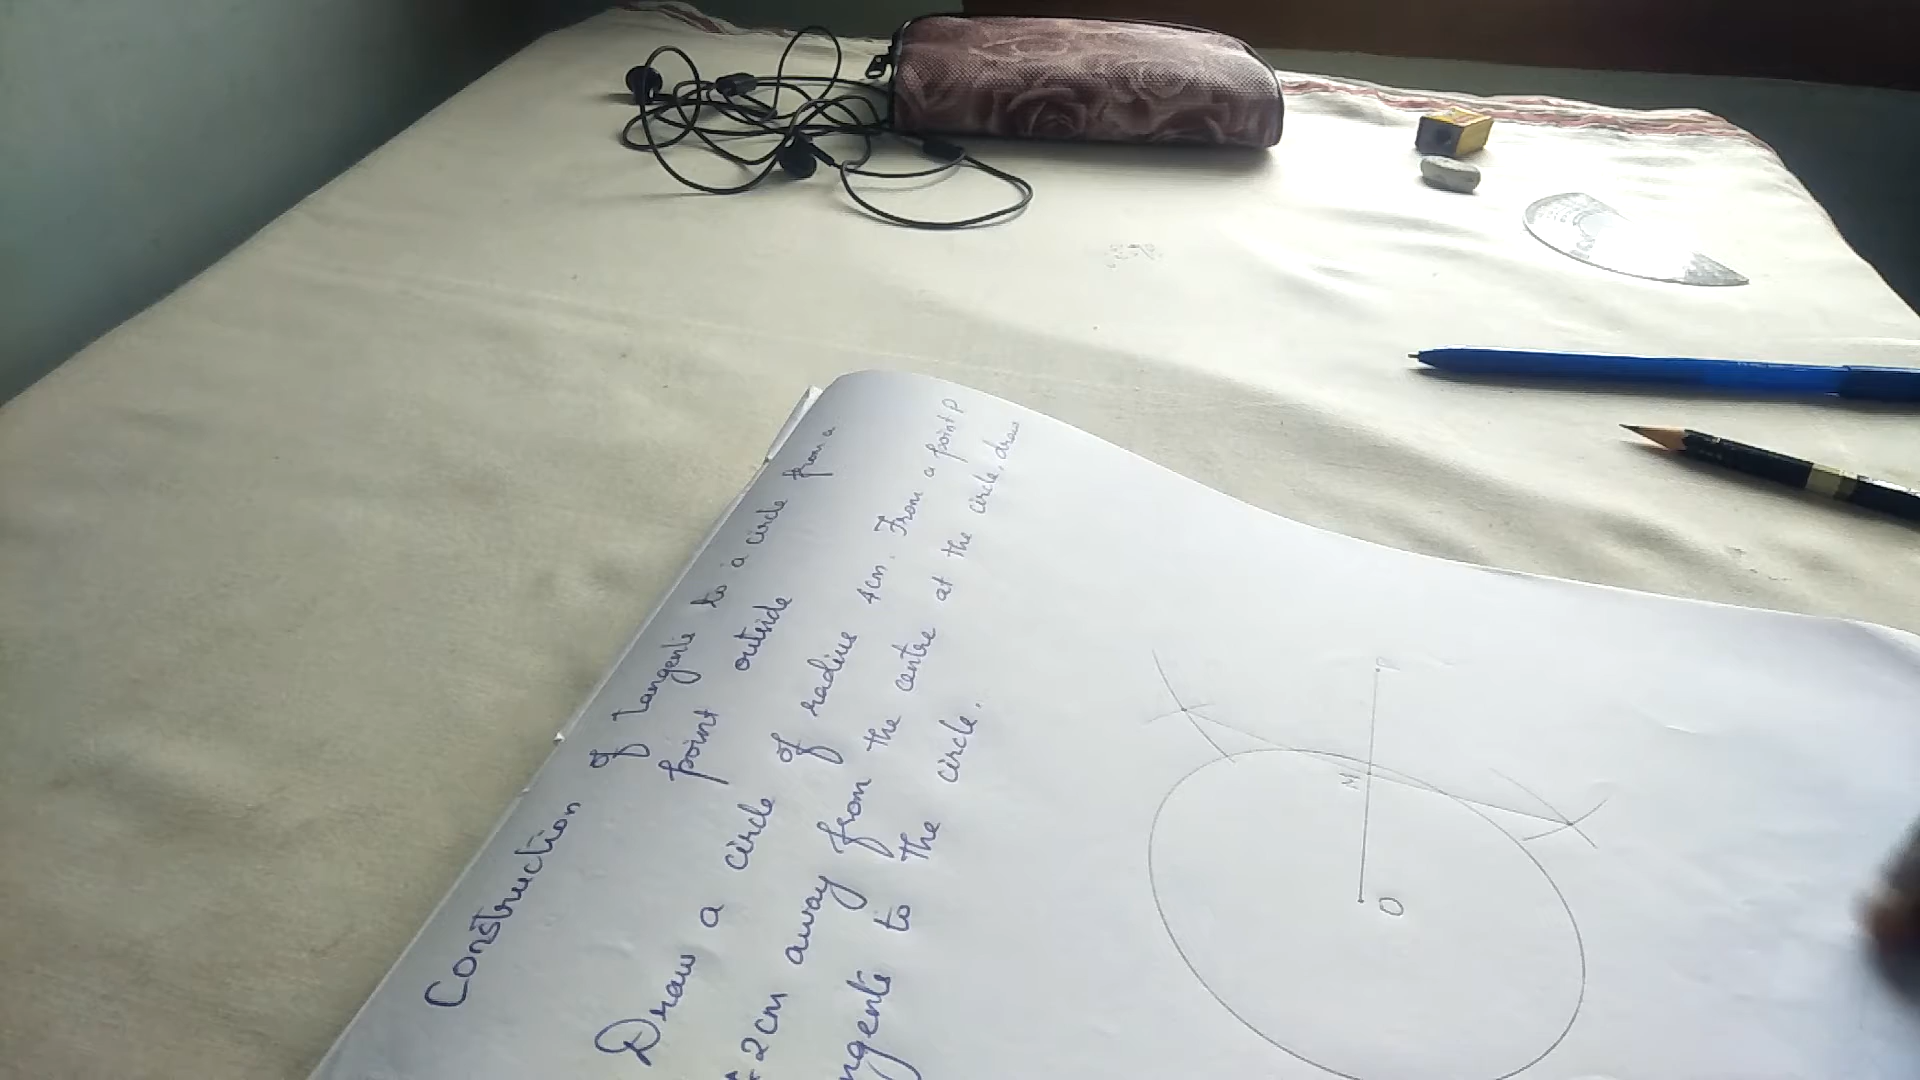 Construction of tangents to a circle from a
point outside
Draw a circle of radius 4cm. From a point P
2cm away from the centre at the circle, draw
ngents to the circle.
P
M
O